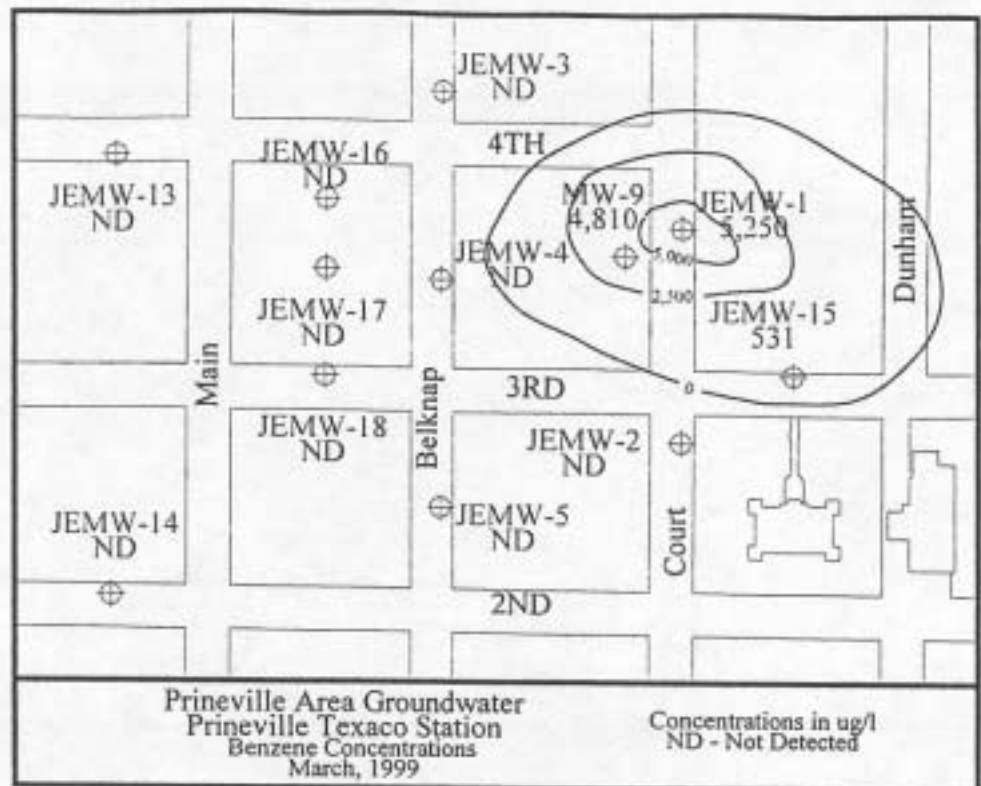 JEMW-3
ND
4TH
JEMW-16
ND
JEMW-13
ND
MW-9
4,810
JEMW-1
5,250
5,000
JEMW-4
ND
2,500
Dunham
JEMW-17
ND
JEMW-15
531
Main
3RD
0
Belknap
JEMW-18
ND
JEMW-2
ND
JEMW-14
ND
JEMW-5
ND
Court
2ND
Prineville Area Groundwater
Prineville Texaco Station
Benzene Concentrations
March, 1999
Concentrations in ug/l
ND - Not Detected